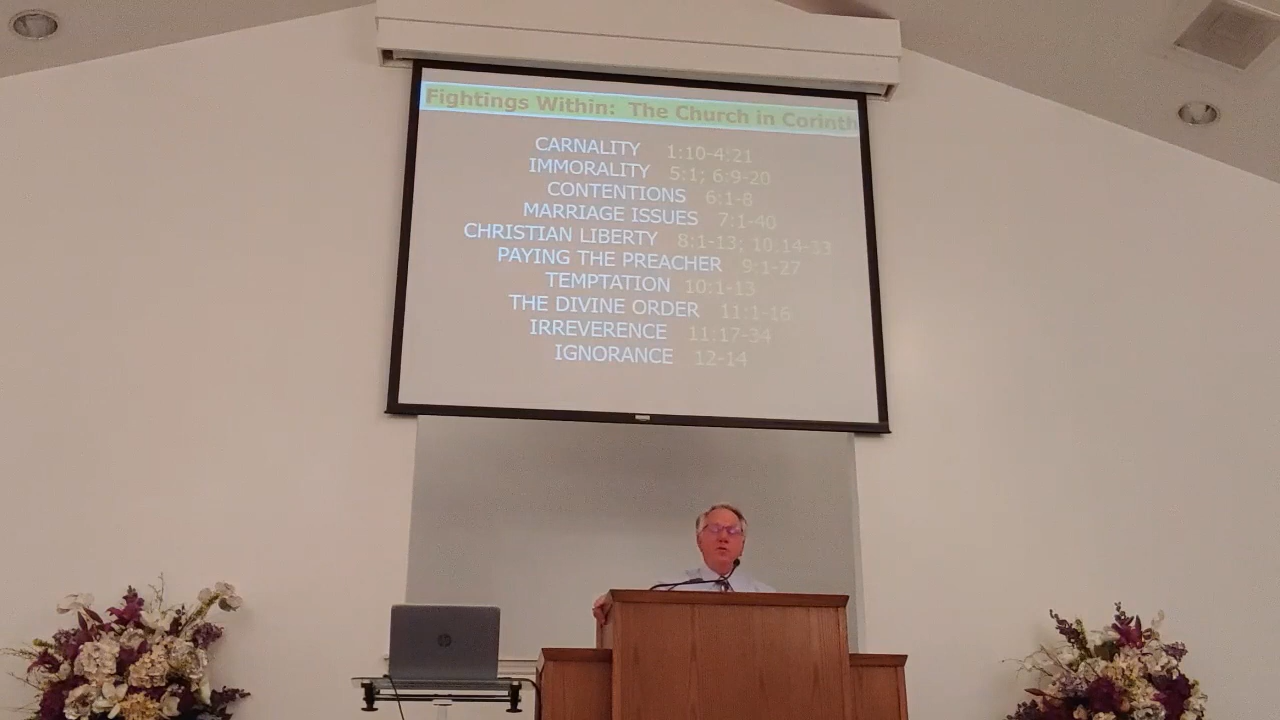 Fightings Within: The Church in Corinth
CARNALITY 1:10-4:21
IMMORALITY 5:1; 6:9-20
CONTENTIONS 6:1-8
MARRIAGE ISSUES 7:1-40
CHRISTIAN LIBERTY 8:1-13; 10:14-33
PAYING THE PREACHER 9:1-27
TEMPTATION 10:1-13
THE DIVINE ORDER 11:1-16
IRREVERENCE 11:17-34
IGNORANCE 12-14
hp